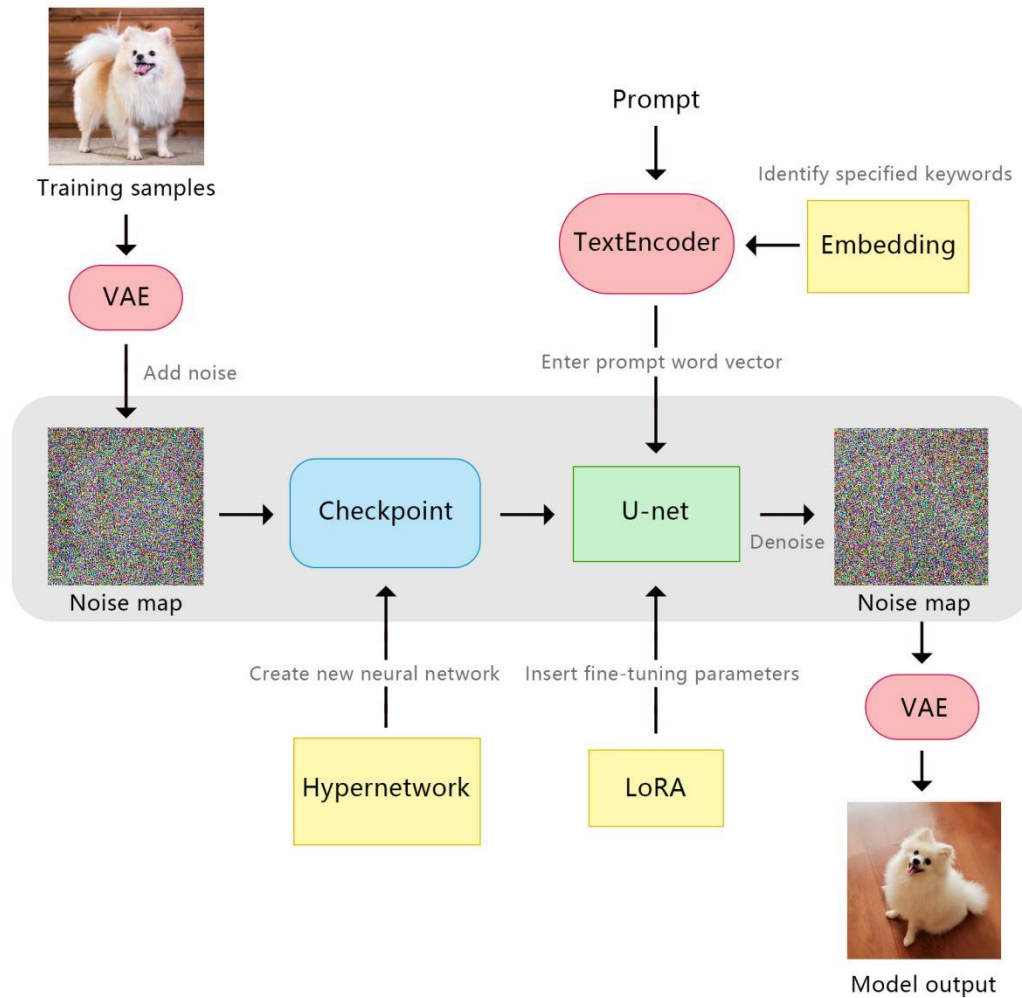 Training samples
VAE
Add noise
Noise map
Prompt
Identify specified keywords
TextEncoder
Embedding
Enter prompt word vector
Checkpoint
U-net
Denoise
Noise map
Create new neural network
Insert fine-tuning parameters
Hypernetwork
LoRA
VAE
Model output